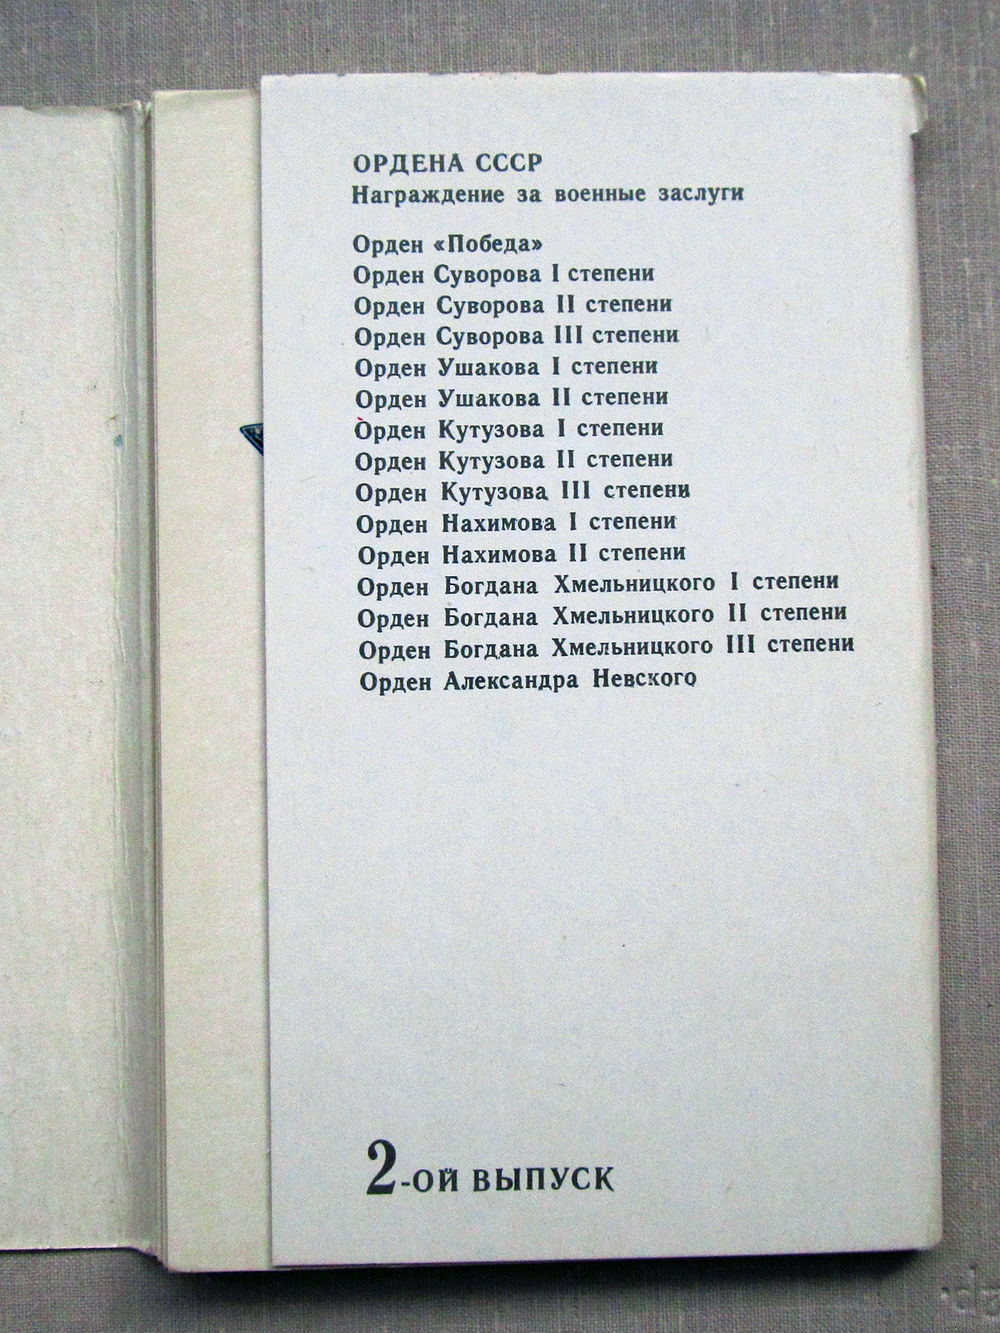 ОРДЕНА СССР
Награждение за военные заслуги
Орден «Победа»
Орден Суворова I степени
Орден Суворова II степени
Орден Суворова III степени
Орден Ушакова I степени
Орден Ушакова II степени
Орден Кутузова I степени
Орден Кутузова II степени
Орден Кутузова III степени
Орден Нахимова I степени
Орден Нахимова II степени
Орден Богдана Хмельницкого I степени
Орден Богдана Хмельницкого II степени
Орден Богдана Хмельницкого III степени
Орден Александра Невского
2-ОЙ ВЫПУСК